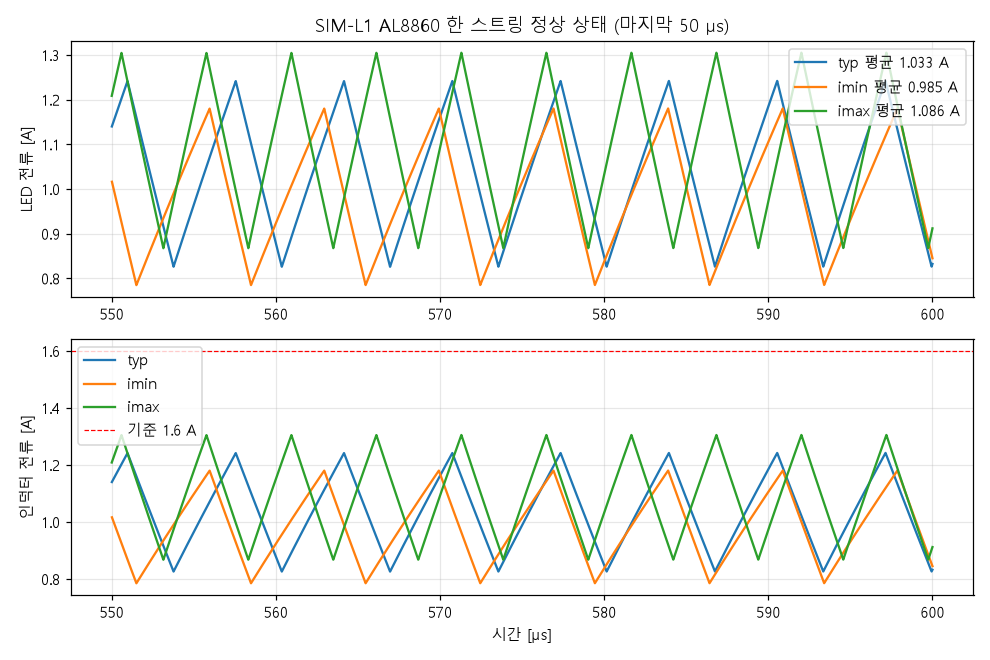 SIM-L1 AL8860 한 스트링 정상 상태 (마지막 50 µs)
LED 전류 [A]
1.3
1.2
1.1
1.0
0.9
0.8
typ 평균 1.033 A
imin 평균 0.985 A
imax 평균 1.086 A
550 560 570 580 590 600
인덕터 전류 [A]
1.6
1.4
1.2
1.0
0.8
typ
imin
imax
기준 1.6 A
550 560 570 580 590 600
시간 [µs]